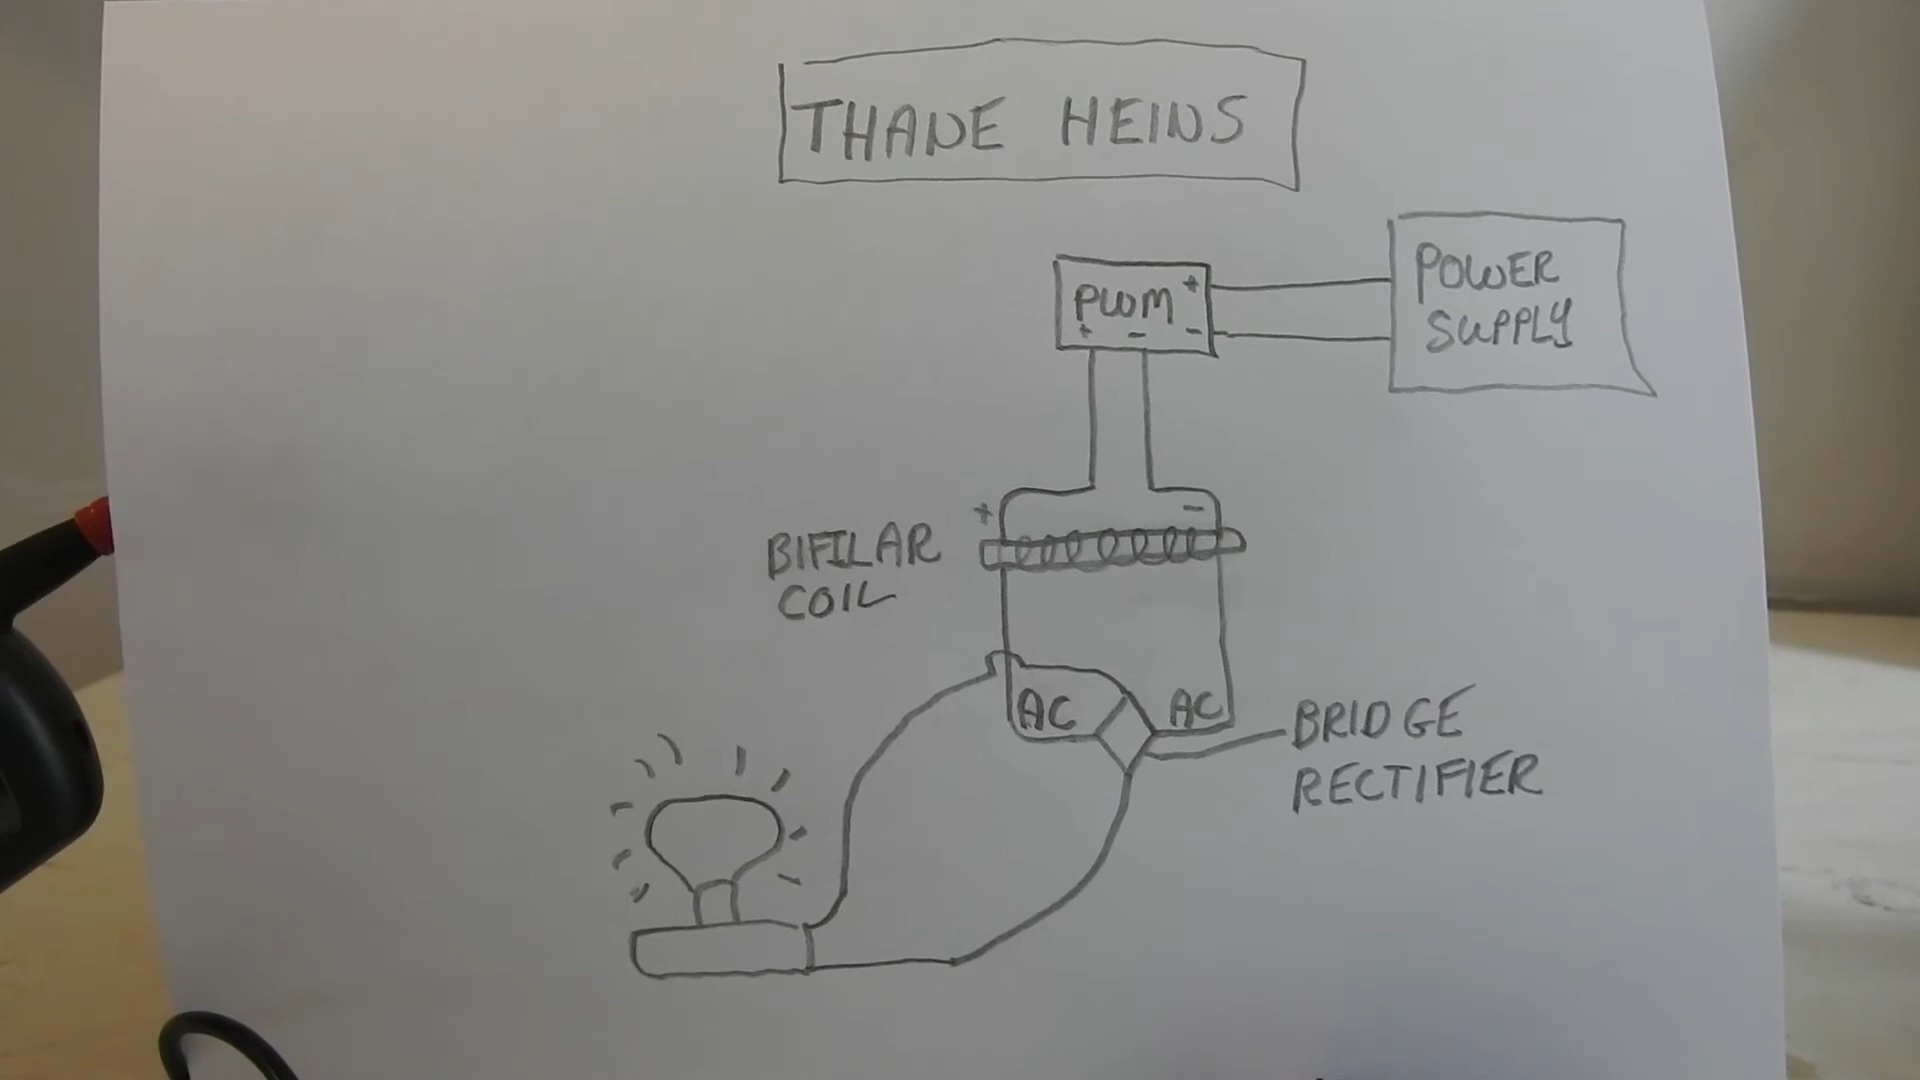 THANE HEINS
POWER
SUPPLY
PWM +
+ - -
+ -
BIFILAR
COIL
AC AC
BRIDGE
RECTIFIER